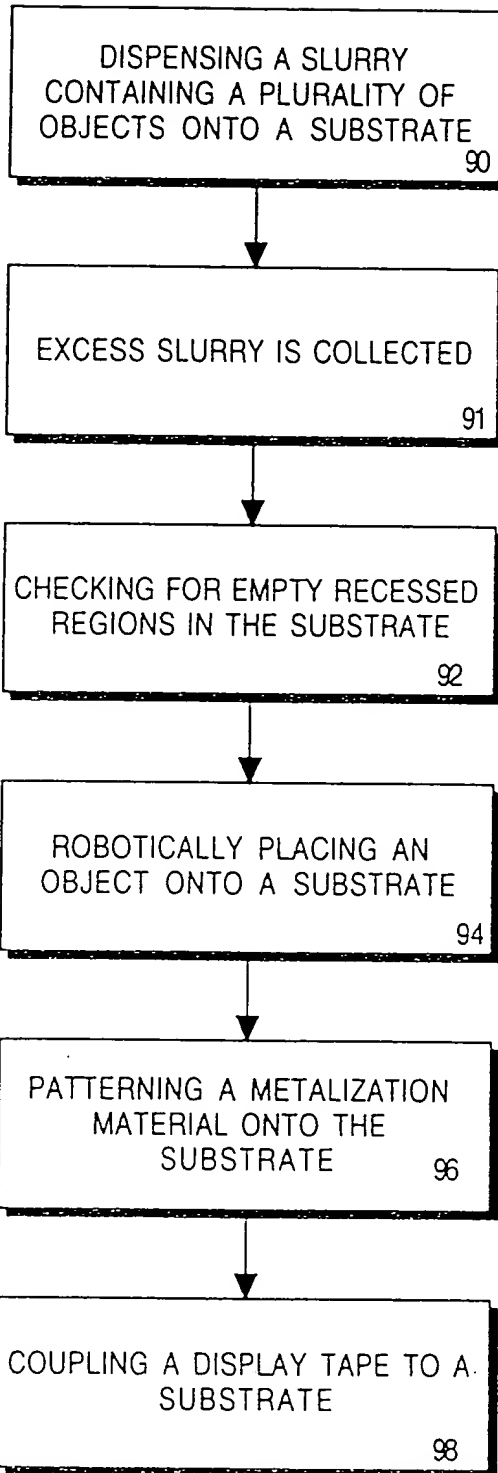 DISPENSING A SLURRY
CONTAINING A PLURALITY OF
OBJECTS ONTO A SUBSTRATE
90
EXCESS SLURRY IS COLLECTED
91
CHECKING FOR EMPTY RECESSED
REGIONS IN THE SUBSTRATE
92
ROBOTICALLY PLACING AN
OBJECT ONTO A SUBSTRATE
94
PATTERNING A METALIZATION
MATERIAL ONTO THE
SUBSTRATE
96
COUPLING A DISPLAY TAPE TO A
SUBSTRATE
98